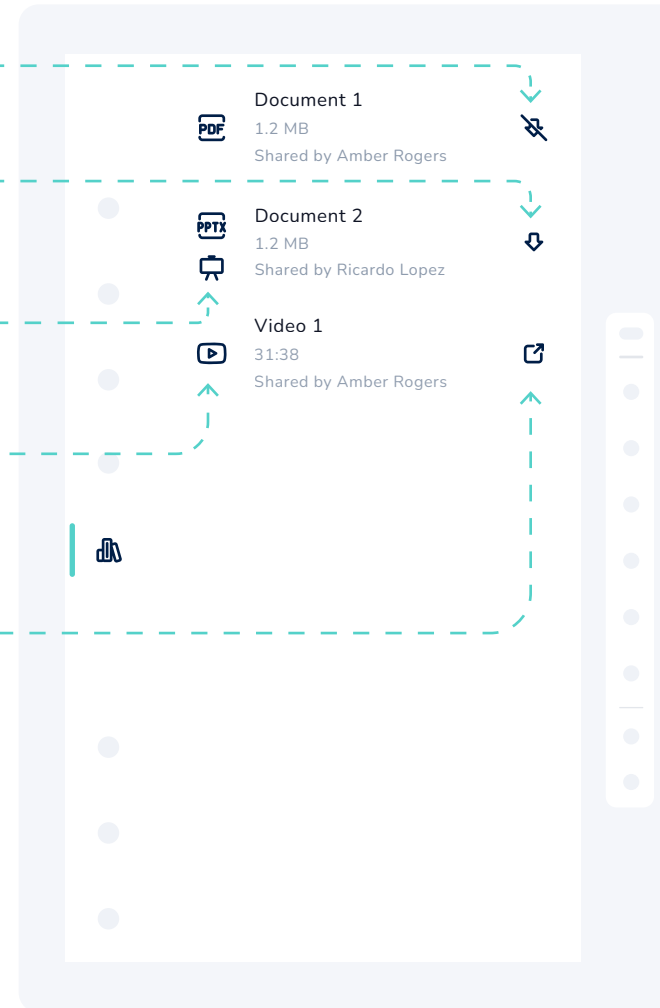 Document 1
PDF
1.2 MB
Shared by Amber Rogers
Document 2
PPTX
1.2 MB
Shared by Ricardo Lopez
Video 1
31:38
Shared by Amber Rogers